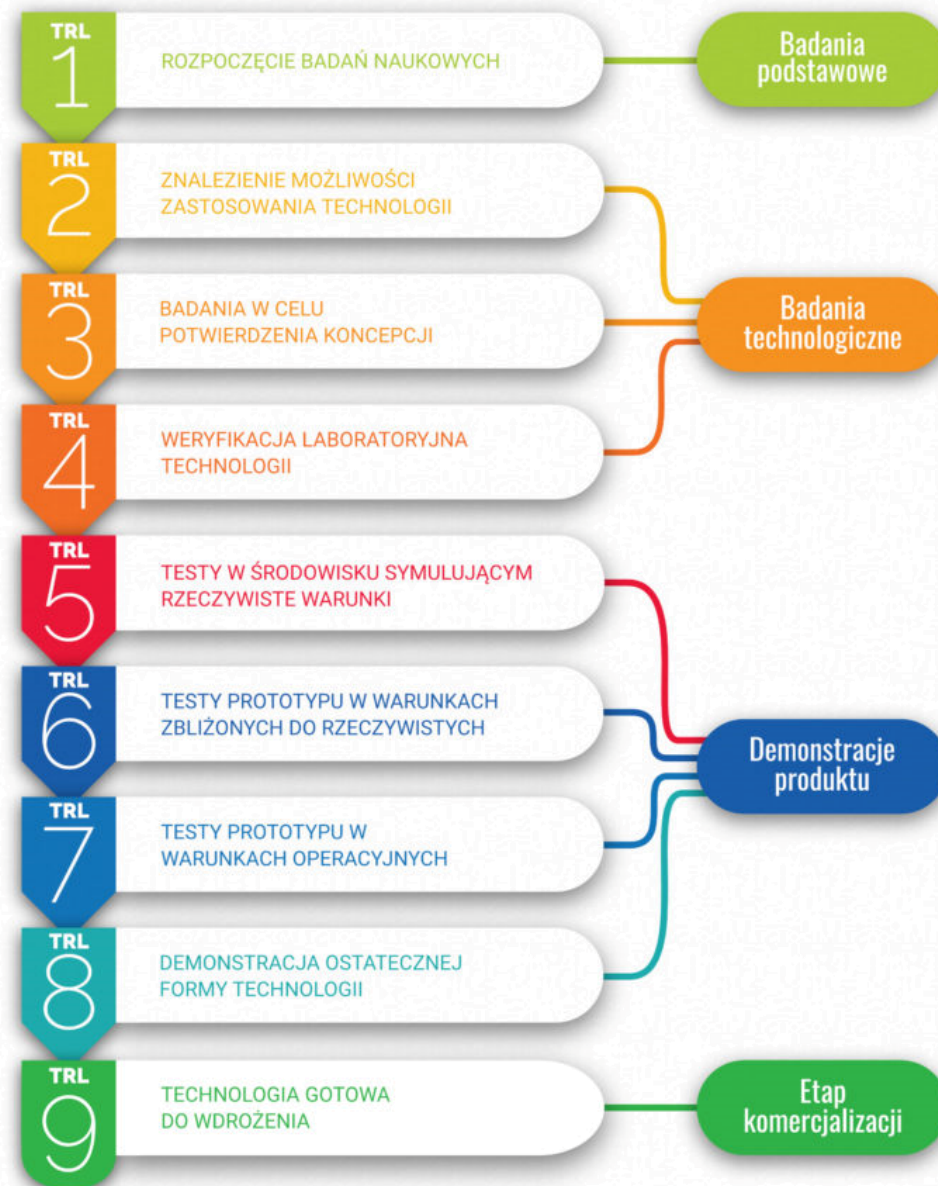 TRL
1
ROZPOCZĘCIE BADAŃ NAUKOWYCH
Badania
podstawowe
TRL
2
ZNALEZIENIE MOŻLIWOŚCI
ZASTOSOWANIA TECHNOLOGII
TRL
3
BADANIA W CELU
POTWIERDZENIA KONCEPCJI
Badania
technologiczne
TRL
4
WERYFIKACJA LABORATORYJNA
TECHNOLOGII
TRL
5
TESTY W ŚRODOWISKU SYMULUJĄCYM
RZECZYWISTE WARUNKI
TRL
6
TESTY PROTOTYPU W WARUNKACH
ZBLIŻONYCH DO RZECZYWISTYCH
Demonstracje
produktu
TRL
7
TESTY PROTOTYPU W
WARUNKACH OPERACYJNYCH
TRL
8
DEMONSTRACJA OSTATECZNEJ
FORMY TECHNOLOGII
TRL
9
TECHNOLOGIA GOTOWA
DO WDROŻENIA
Etap
komercjalizacji